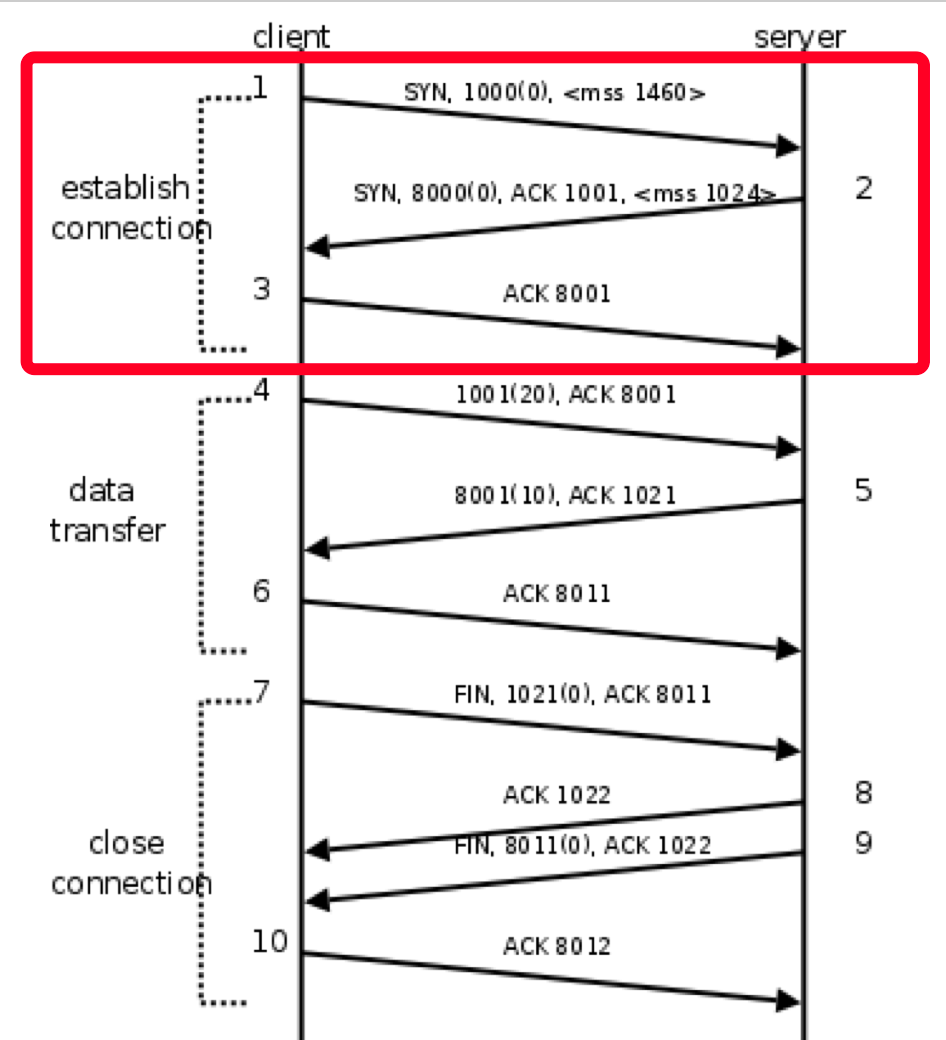 client server
1 SYN, 1000(0), <mss 1460>
establish connection
SYN, 8000(0), ACK 1001, <mss 1024> 2
3 ACK 8001
4 1001(20), ACK 8001
data transfer
8001(10), ACK 1021 5
6 ACK 8011
7 FIN, 1021(0), ACK 8011
ACK 1022 8
close connection
FIN, 8011(0), ACK 1022 9
10 ACK 8012